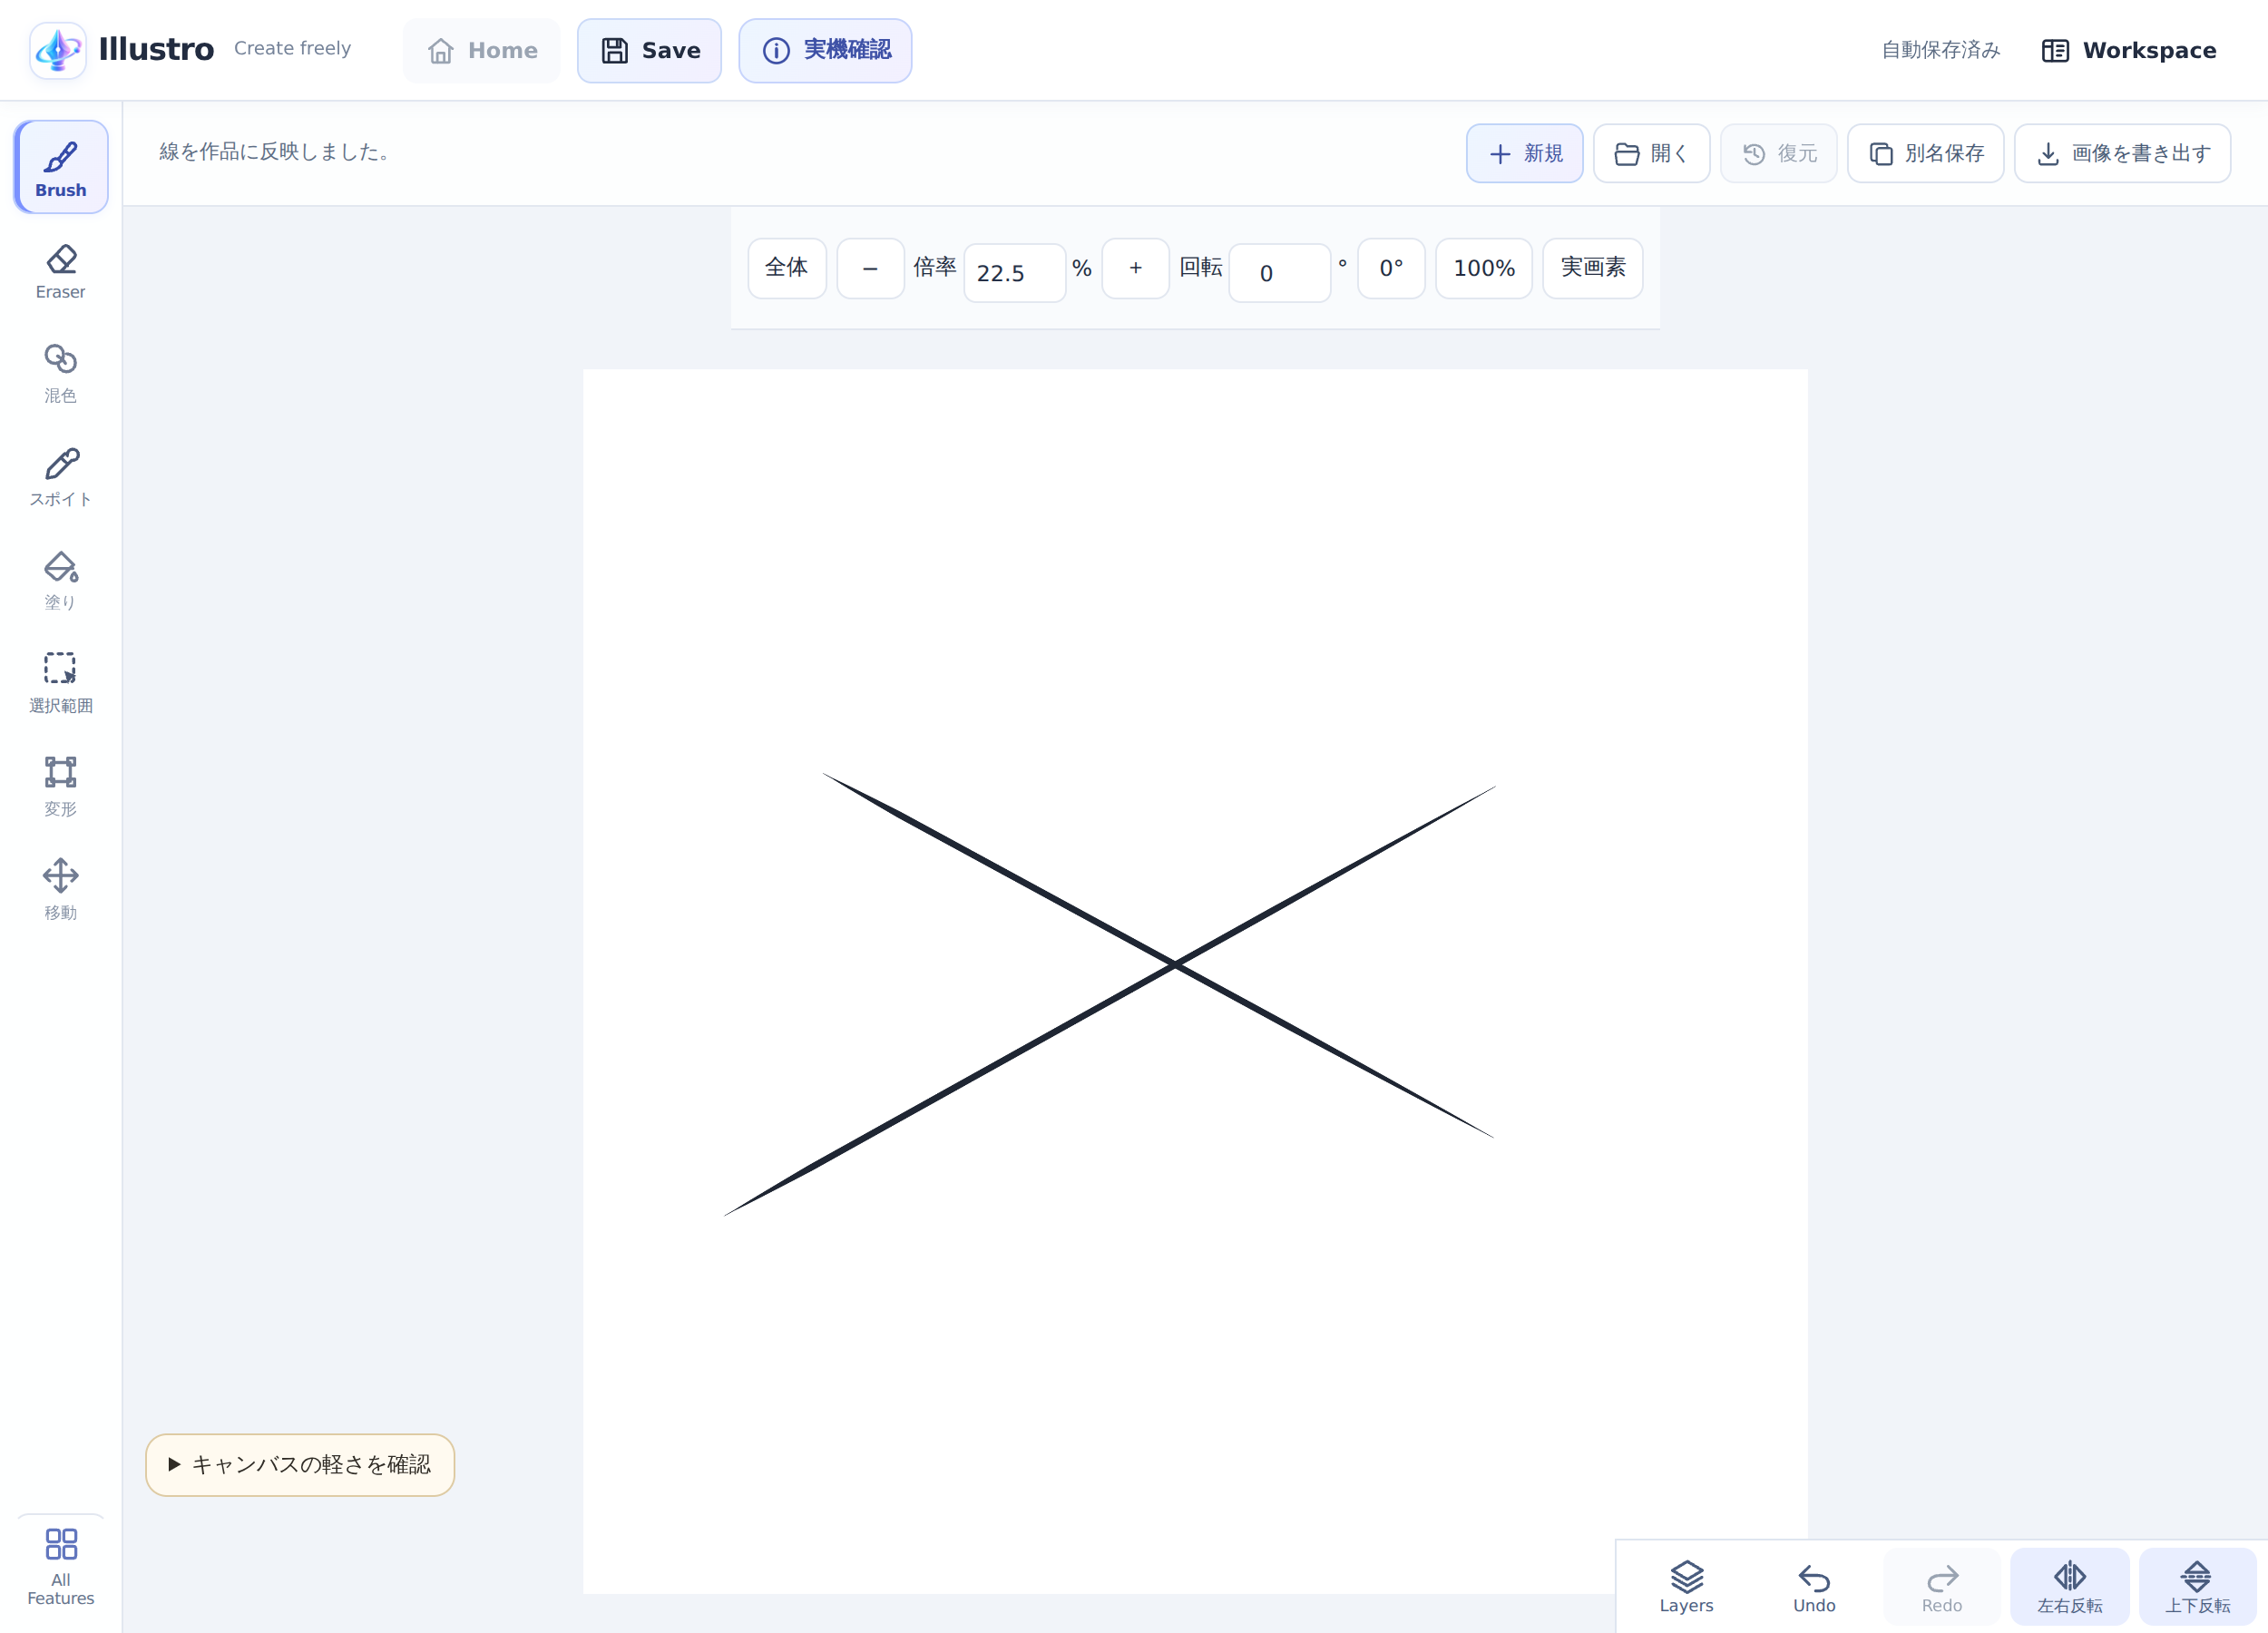 Illustro Create freely Home Save 実機確認 自動保存済み Workspace
線を作品に反映しました。 新規 開く 復元 別名保存 画像を書き出す
全体 − 倍率 22.5 % + 回転 0 ° 0° 100% 実画素
Brush
Eraser
混色
スポイト
塗り
選択範囲
変形
移動
キャンバスの軽さを確認
All
Features
Layers Undo Redo 左右反転 上下反転